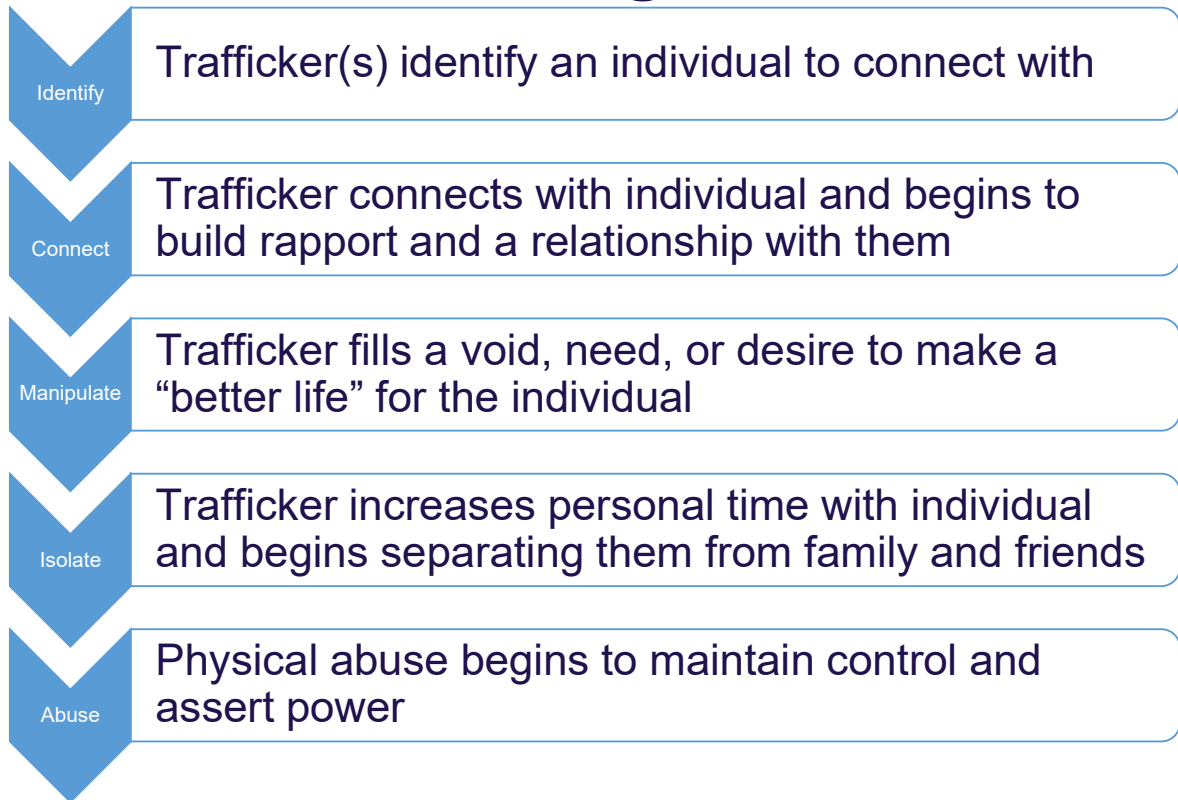 Identify
Trafficker(s) identify an individual to connect with
Connect
Trafficker connects with individual and begins to
build rapport and a relationship with them
Manipulate
Trafficker fills a void, need, or desire to make a
“better life” for the individual
Isolate
Trafficker increases personal time with individual
and begins separating them from family and friends
Abuse
Physical abuse begins to maintain control and
assert power